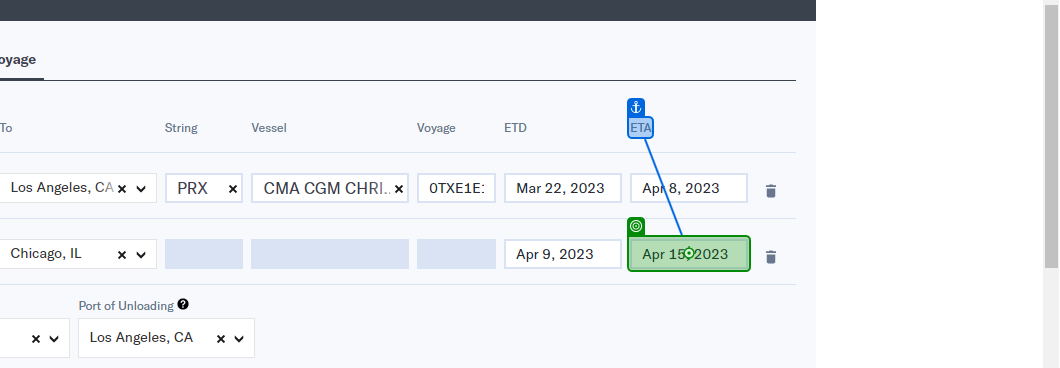 oyage
To String Vessel Voyage ETD ETA
Los Angeles, CA PRX CMA CGM CHRI... 0TXE1E: Mar 22, 2023 Apr 8, 2023
Chicago, IL Apr 9, 2023 Apr 15, 2023
Port of Unloading ?
Los Angeles, CA